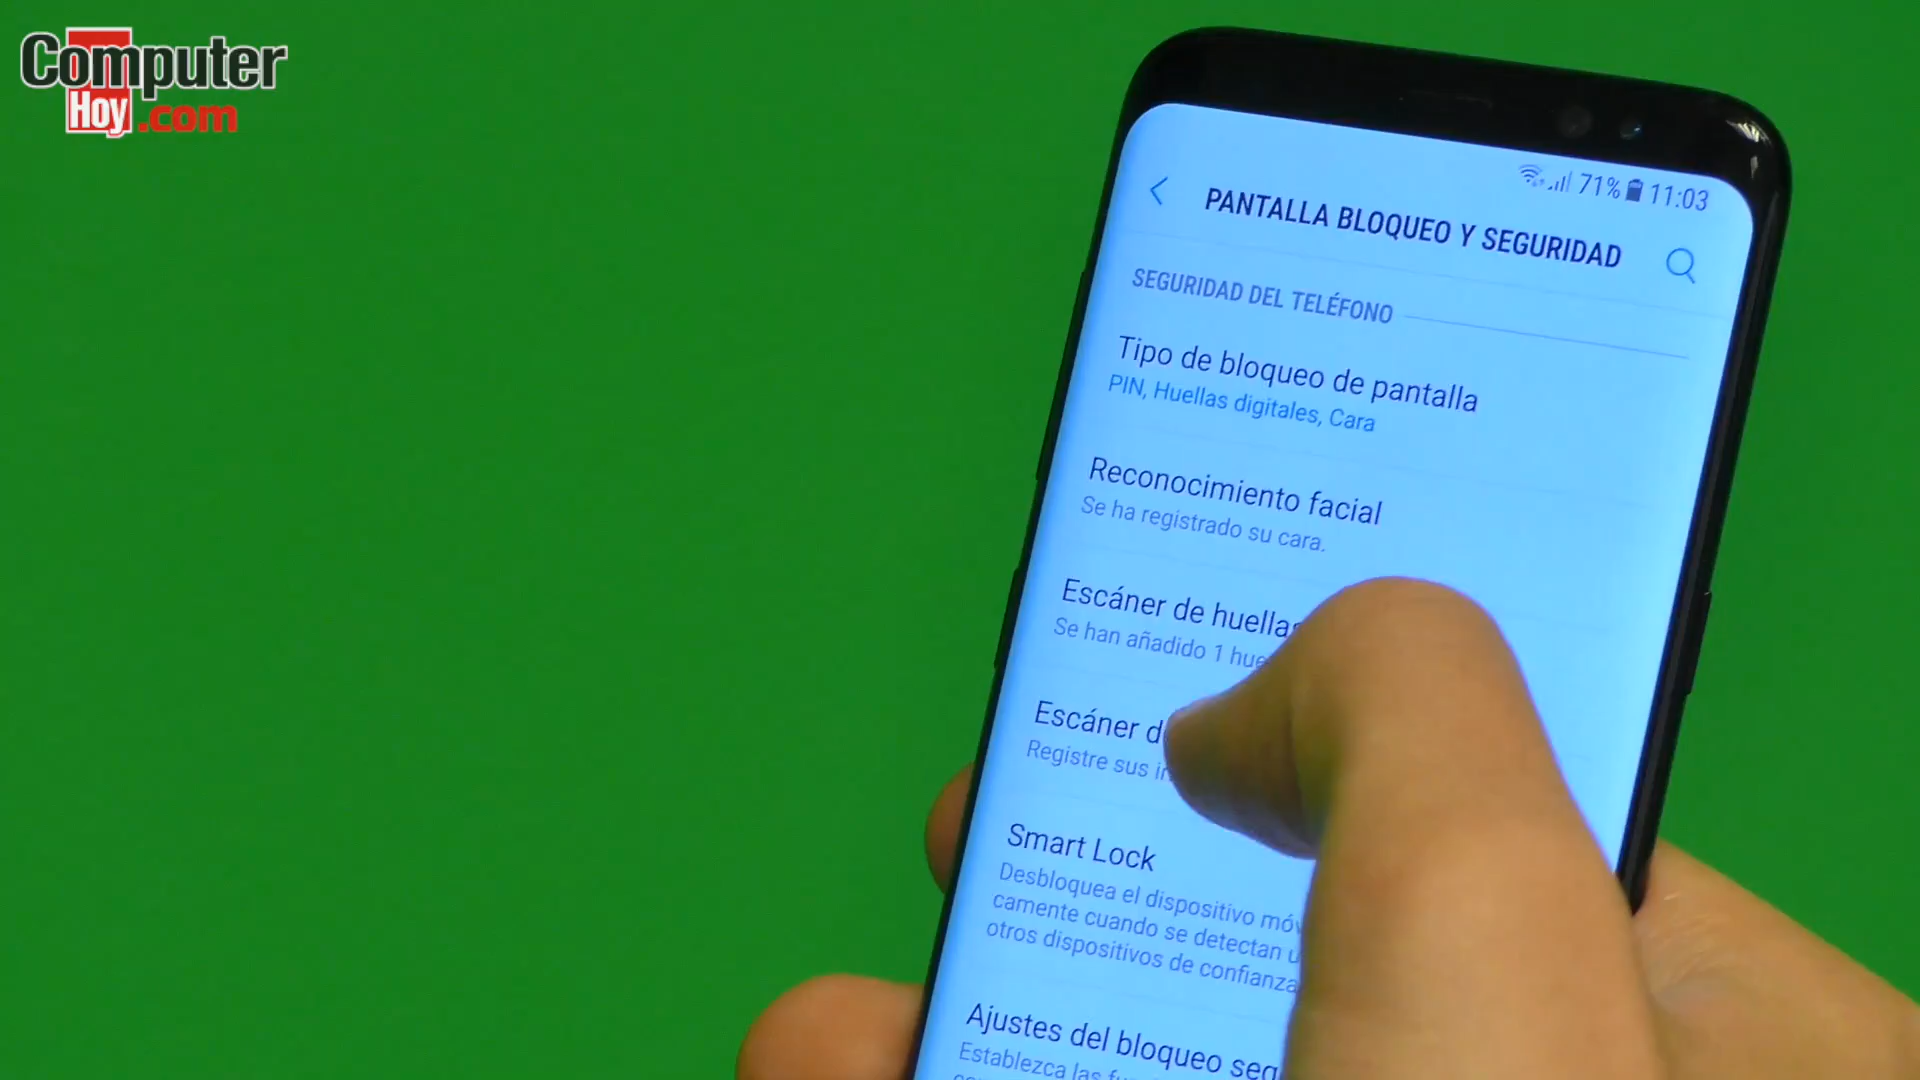 Computer
Hoy.com
71% 11:03
PANTALLA BLOQUEO Y SEGURIDAD
SEGURIDAD DEL TELÉFONO
Tipo de bloqueo de pantalla
PIN, Huellas digitales, Cara
Reconocimiento facial
Se ha registrado su cara.
Escáner de huellas
Se han añadido 1
Escáner
Registre sus
Smart Lock
Desbloquea el dispositivo
camente cuando se detectan
otros dispositivos de confianza
Ajustes del bloqueo
Establezca las